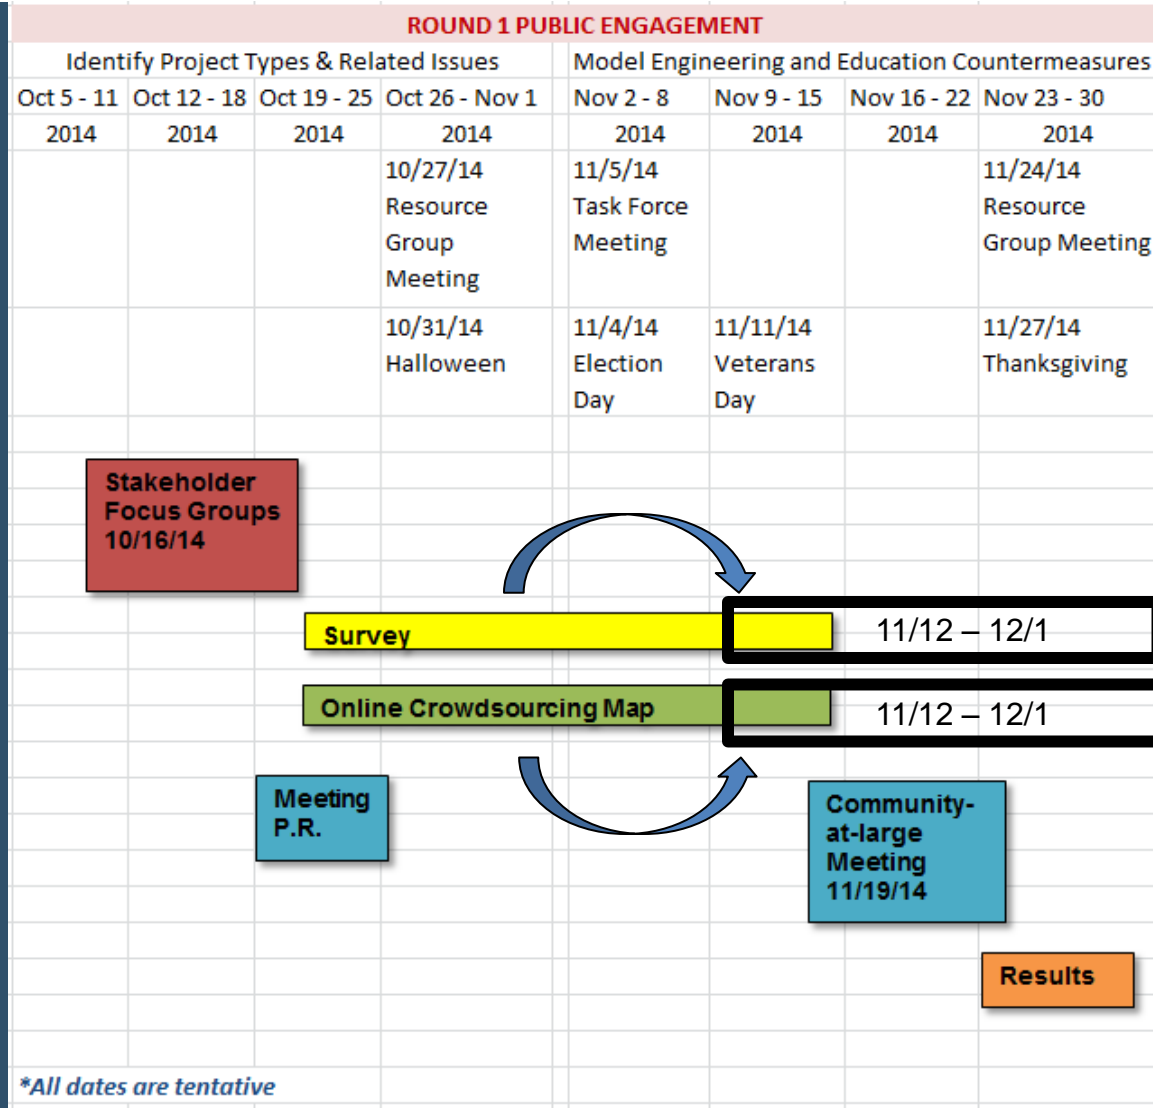 ROUND 1 PUBLIC ENGAGEMENT
Identify Project Types & Related Issues Model Engineering and Education Countermeasures
Oct 5 - 11 Oct 12 - 18 Oct 19 - 25 Oct 26 - Nov 1 Nov 2 - 8 Nov 9 - 15 Nov 16 - 22 Nov 23 - 30
2014 2014 2014 2014 2014 2014 2014 2014
10/27/14
Resource
Group
Meeting
11/5/14
Task Force
Meeting
11/24/14
Resource
Group Meeting
10/31/14
Halloween
11/4/14
Election
Day
11/11/14
Veterans
Day
11/27/14
Thanksgiving
Stakeholder
Focus Groups
10/16/14
Survey
11/12 – 12/1
Online Crowdsourcing Map
11/12 – 12/1
Meeting
P.R.
Community-
at-large
Meeting
11/19/14
Results
*All dates are tentative